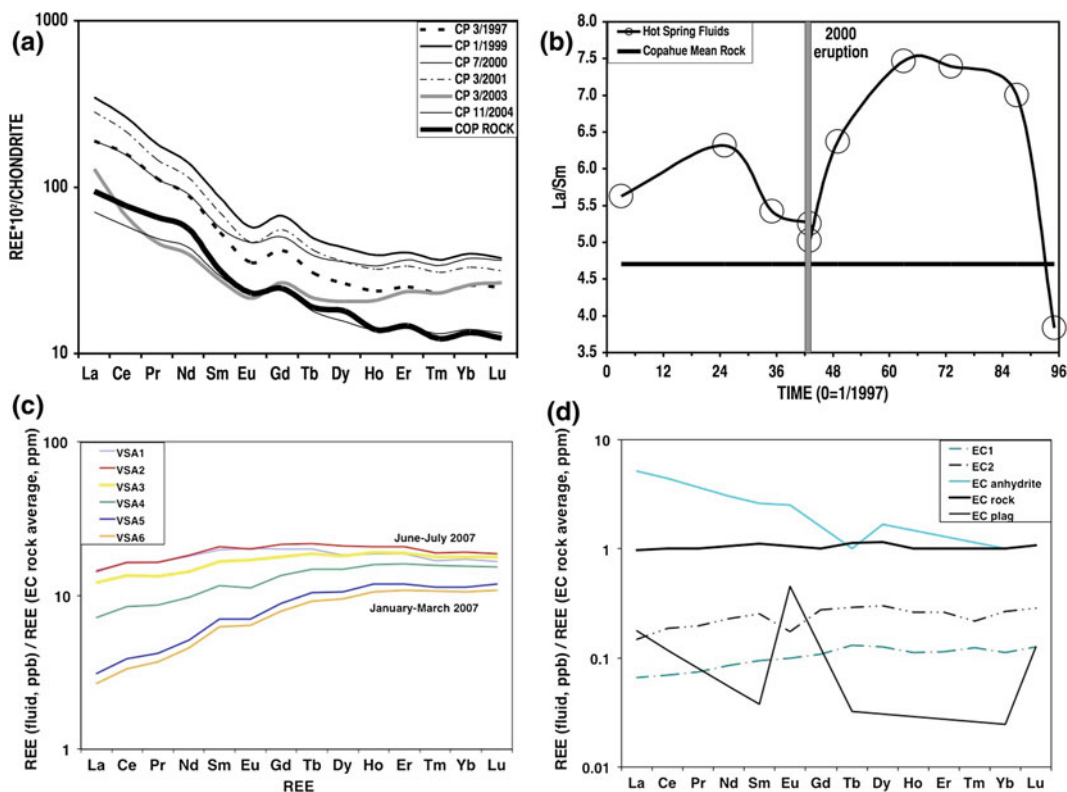 (a)
1000
100
10
REE*10²/CHONDRITE
CP 3/1997
CP 1/1999
CP 7/2000
CP 3/2001
CP 3/2003
CP 11/2004
COP ROCK
La Ce Pr Nd Sm Eu Gd Tb Dy Ho Er Tm Yb Lu
(b)
8.0
7.5
7.0
6.5
6.0
5.5
5.0
4.5
4.0
3.5
La/Sm
Hot Spring Fluids
Copahue Mean Rock
2000
eruption
0 12 24 36 48 60 72 84 96
TIME (0=1/1997)
(c)
100
10
1
REE (fluid, ppb) / REE (EC rock average, ppm)
VSA1
VSA2
VSA3
VSA4
VSA5
VSA6
June-July 2007
January-March 2007
La Ce Pr Nd Sm Eu Gd Tb Dy Ho Er Tm Yb Lu
REE
(d)
10
1
0.1
0.01
REE (fluid, ppb) / REE (EC rock average, ppm)
EC1
EC2
EC anhydrite
EC rock
EC plag
La Ce Pr Nd Sm Eu Gd Tb Dy Ho Er Tm Yb Lu